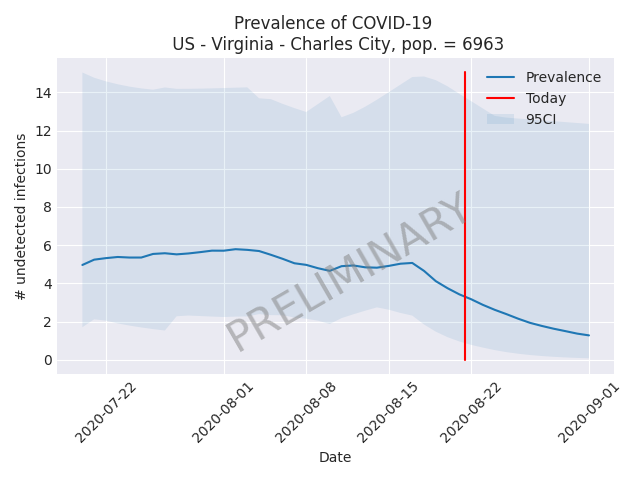 Prevalence of COVID-19
US - Virginia - Charles City, pop. = 6963
# undetected infections
14
12
10
8
6
4
2
0
Prevalence
Today
95CI
PRELIMINARY
2020-07-22
2020-08-01
2020-08-08
2020-08-15
2020-08-22
2020-09-01
Date